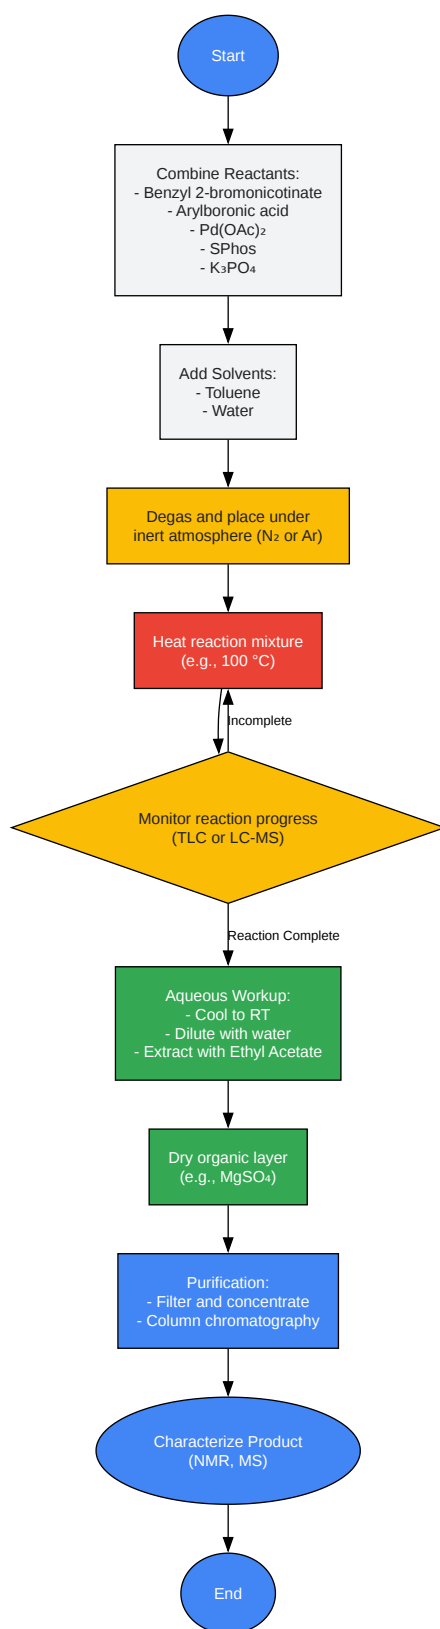 Start
Combine Reactants:
- Benzyl 2-bromonicotinate
- Arylboronic acid
- Pd(OAc)₂
- SPhos
- K₃PO₄
Add Solvents:
- Toluene
- Water
Degas and place under
inert atmosphere (N₂ or Ar)
Heat reaction mixture
(e.g., 100 °C)
Incomplete
Monitor reaction progress
(TLC or LC-MS)
Reaction Complete
Aqueous Workup:
- Cool to RT
- Dilute with water
- Extract with Ethyl Acetate
Dry organic layer
(e.g., MgSO₄)
Purification:
- Filter and concentrate
- Column chromatography
Characterize Product
(NMR, MS)
End